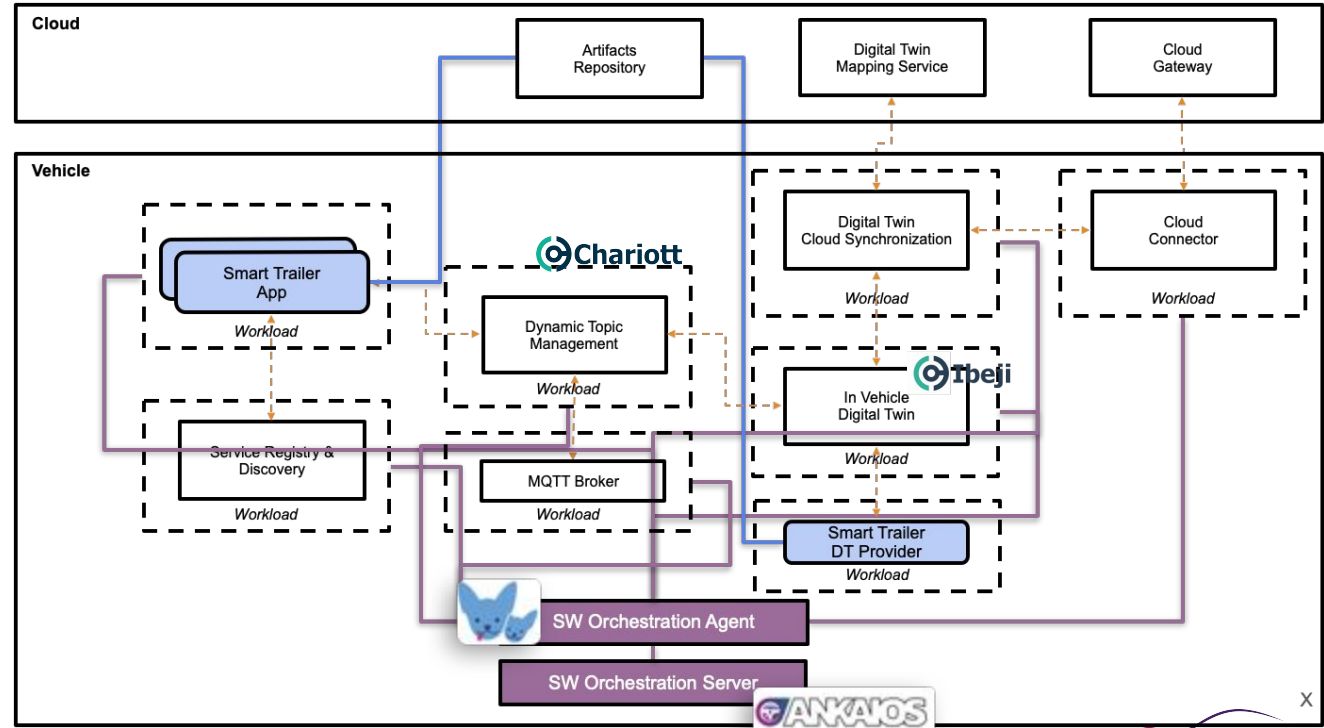 Cloud
Artifacts
Repository
Digital Twin
Mapping Service
Cloud
Gateway
Vehicle
Smart Trailer
App
Workload
Chariott
Dynamic Topic
Management
Workload
Digital Twin
Cloud Synchronization
Workload
Cloud
Connector
Workload
Service Registry &
Discovery
Workload
MQTT Broker
Workload
Ibeji
In Vehicle
Digital Twin
Workload
Smart Trailer
DT Provider
Workload
SW Orchestration Agent
SW Orchestration Server
ANKAIOS
X